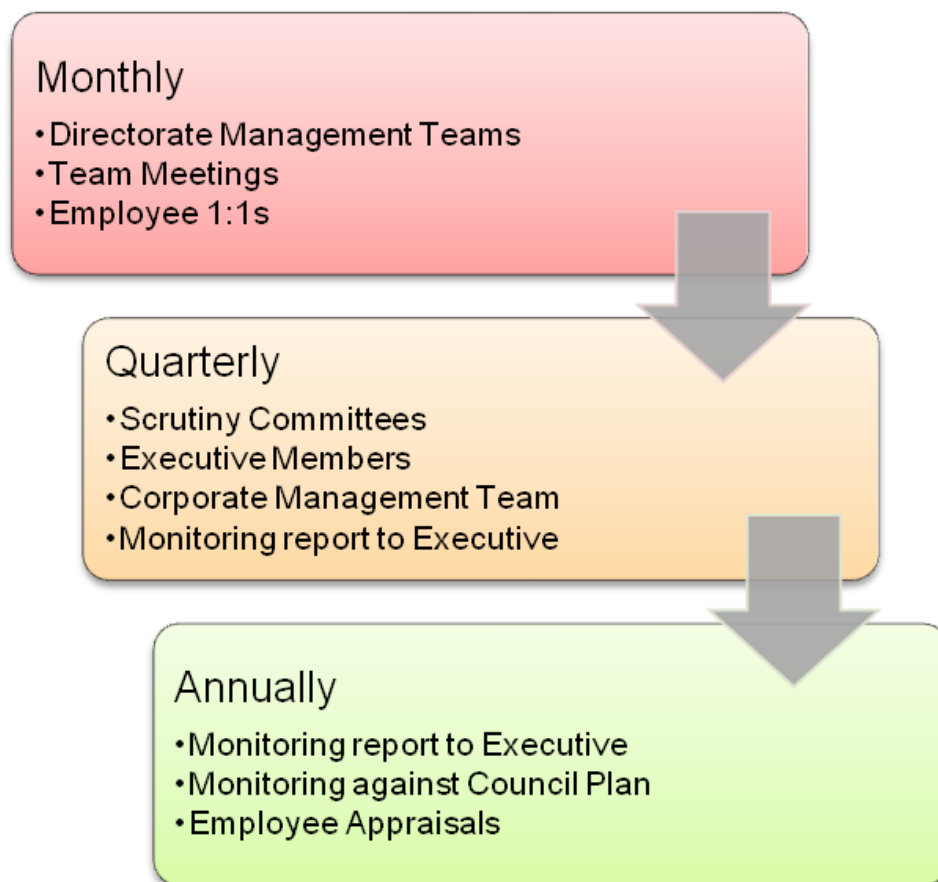 Monthly
•Directorate Management Teams
•Team Meetings
•Employee 1:1s
Quarterly
•Scrutiny Committees
•Executive Members
•Corporate Management Team
•Monitoring report to Executive
Annually
•Monitoring report to Executive
•Monitoring against Council Plan
•Employee Appraisals